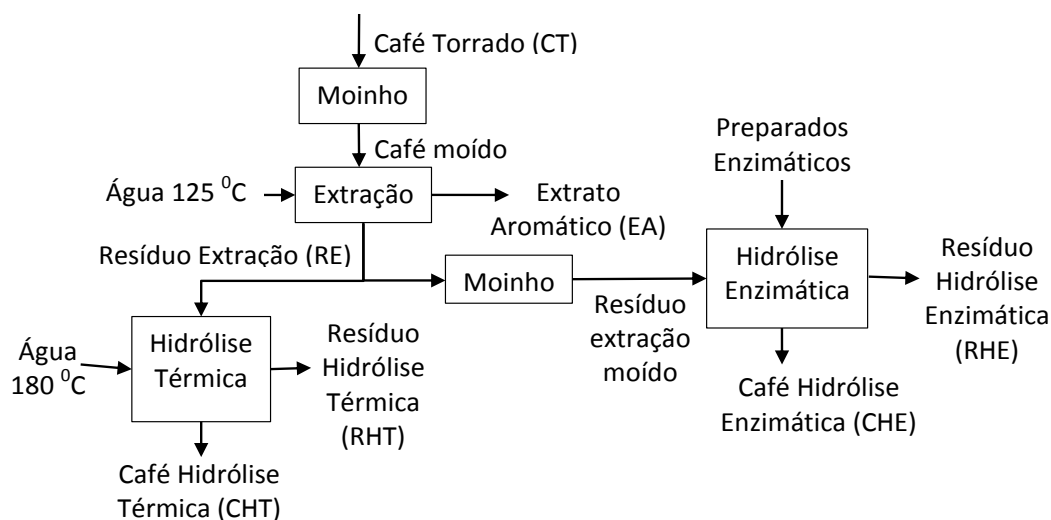 Café Torrado (CT)
Moinho
Café moído
Água 125 ⁰C
Extração
Extrato
Aromático (EA)
Resíduo Extração (RE)
Moinho
Preparados
Enzimáticos
Hidrólise
Enzimática
Resíduo
Hidrólise
Enzimática
(RHE)
Resíduo
extração
moído
Café Hidrólise
Enzimática (CHE)
Água
180 ⁰C
Hidrólise
Térmica
Resíduo
Hidrólise
Térmica
(RHT)
Café Hidrólise
Térmica (CHT)